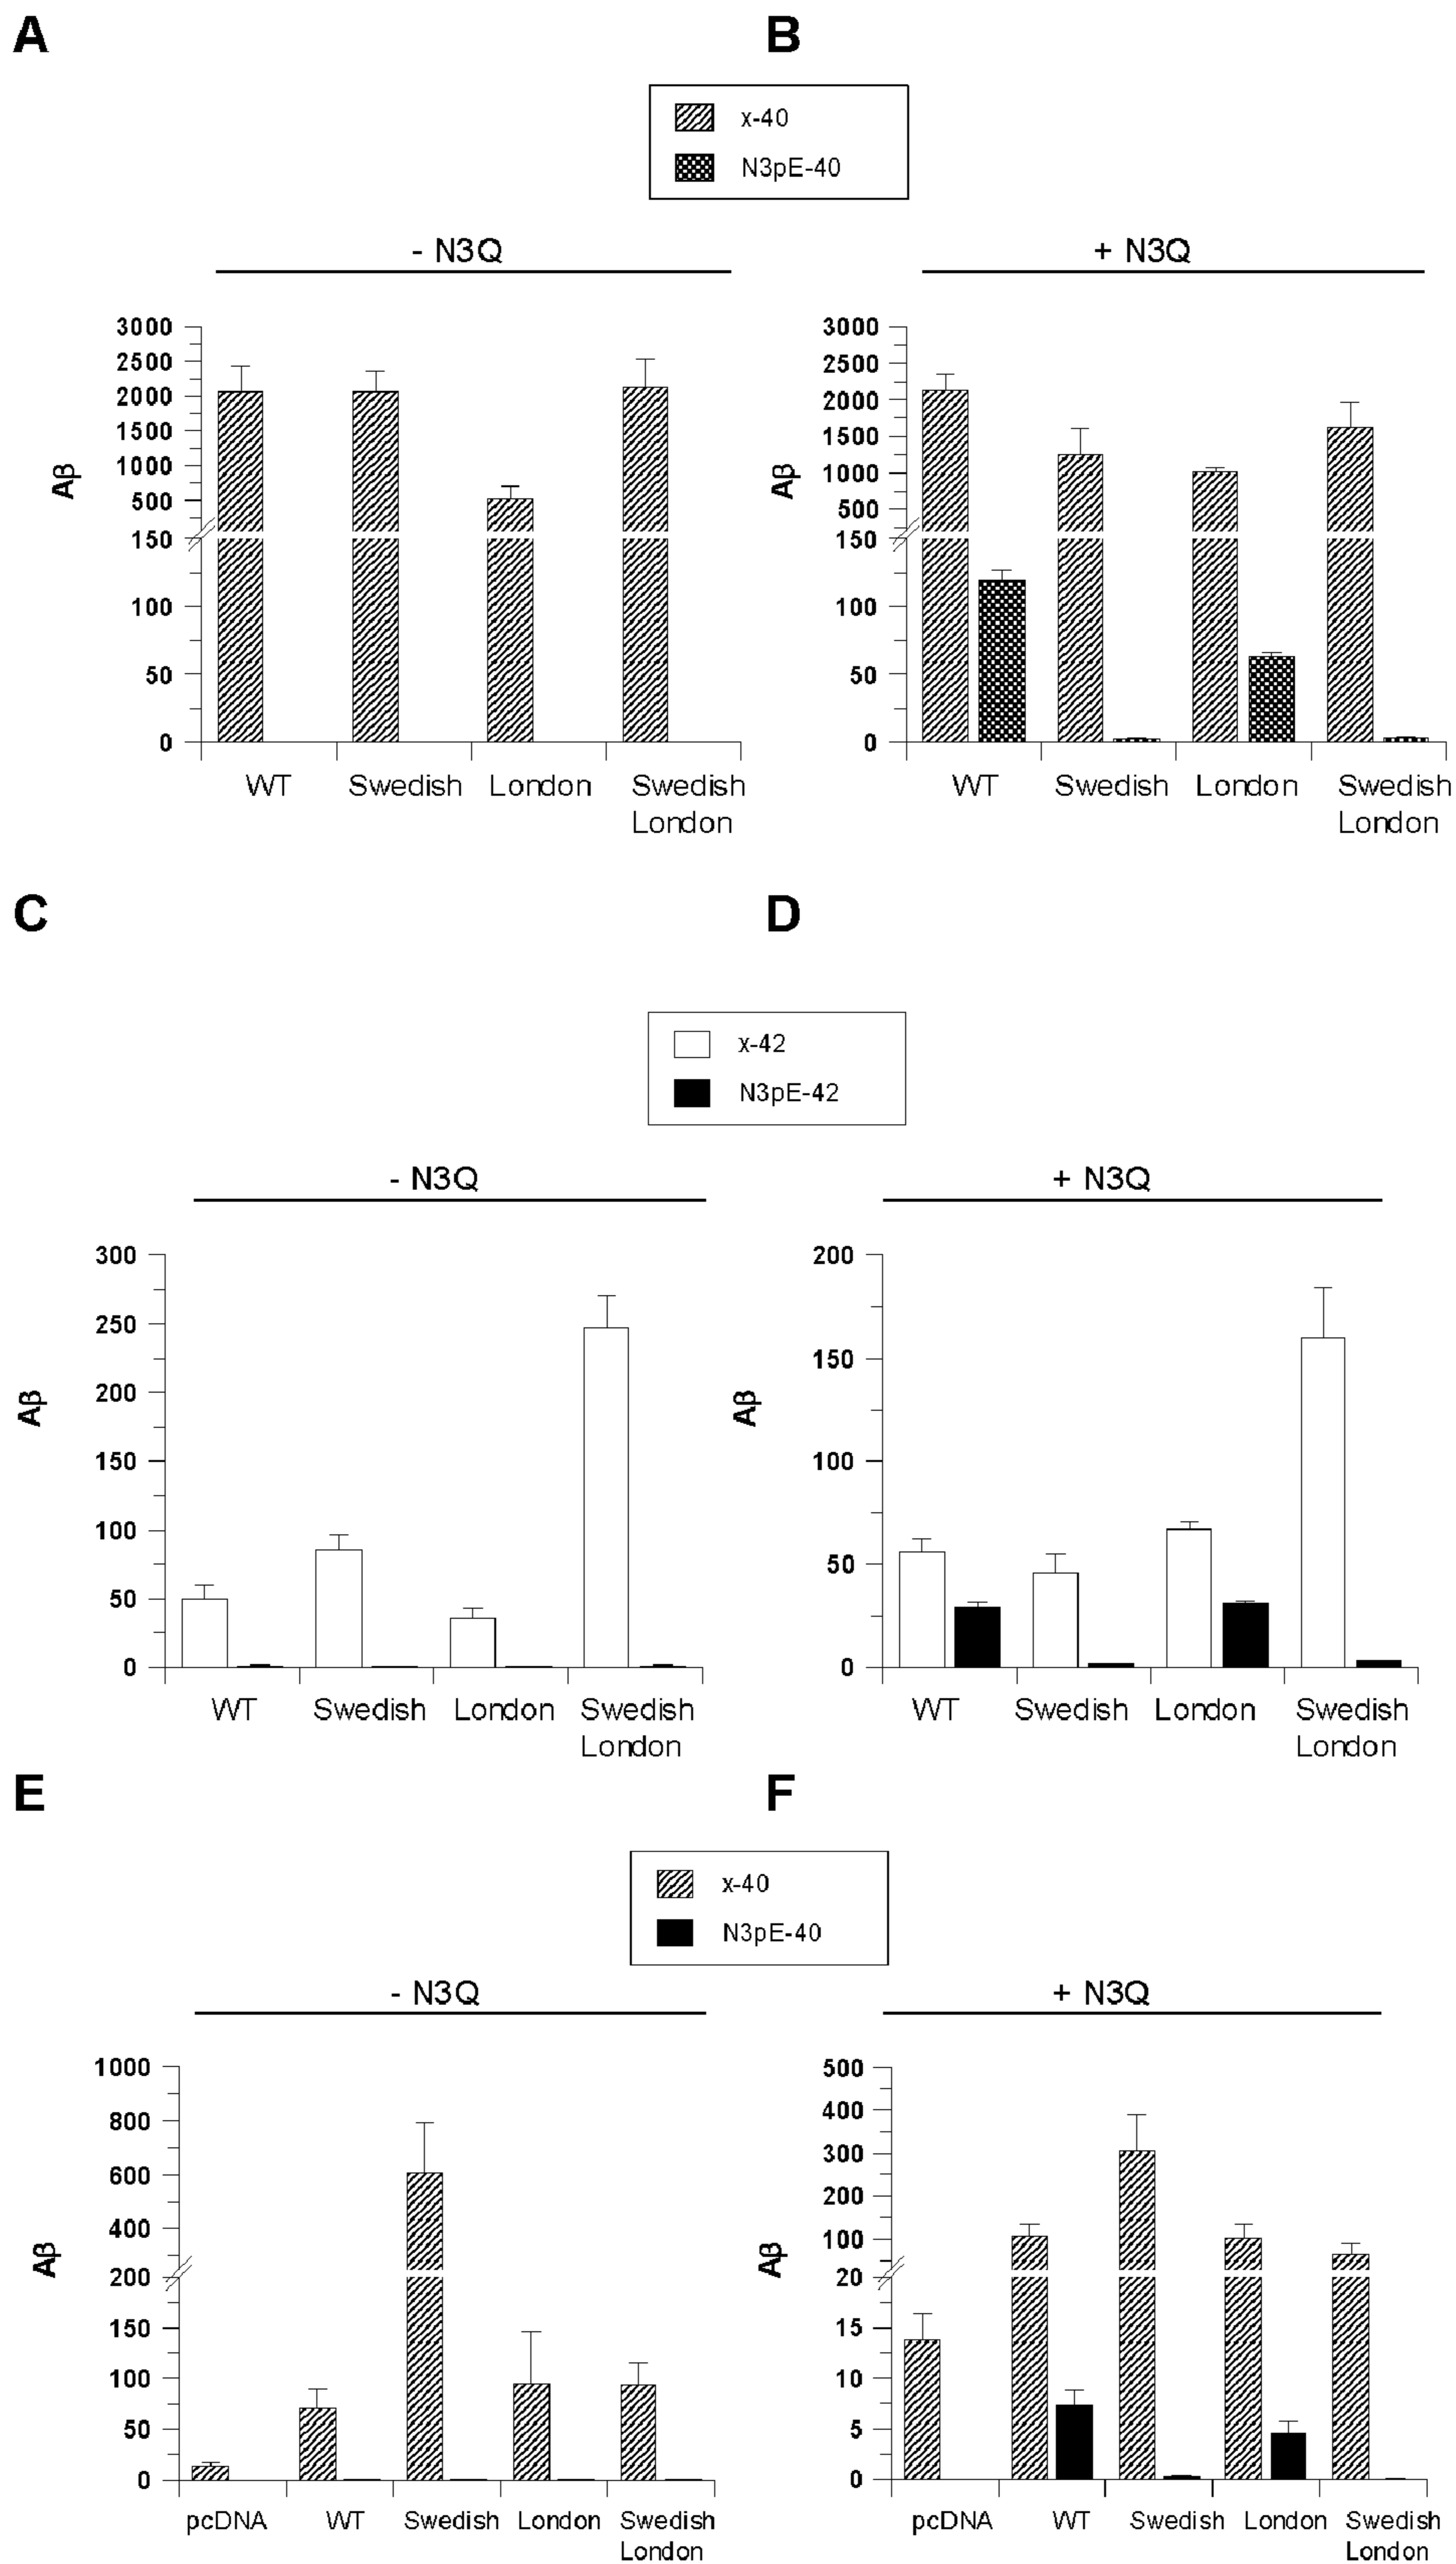 A
B
x-40
N3pE-40
- N3Q
+ N3Q
3000
2500
2000
1500
1000
500
150
100
50
0
Aβ
WT
Swedish
London
Swedish
London
3000
2500
2000
1500
1000
500
150
100
50
0
Aβ
WT
Swedish
London
Swedish
London
C
D
x-42
N3pE-42
- N3Q
+ N3Q
300
250
200
150
100
50
0
Aβ
WT
Swedish
London
Swedish
London
200
150
100
50
0
Aβ
WT
Swedish
London
Swedish
London
E
F
x-40
N3pE-40
- N3Q
+ N3Q
1000
800
600
400
200
150
100
50
0
Aβ
pcDNA
WT
Swedish
London
Swedish
London
500
400
300
200
100
20
15
10
5
0
Aβ
pcDNA
WT
Swedish
London
Swedish
London